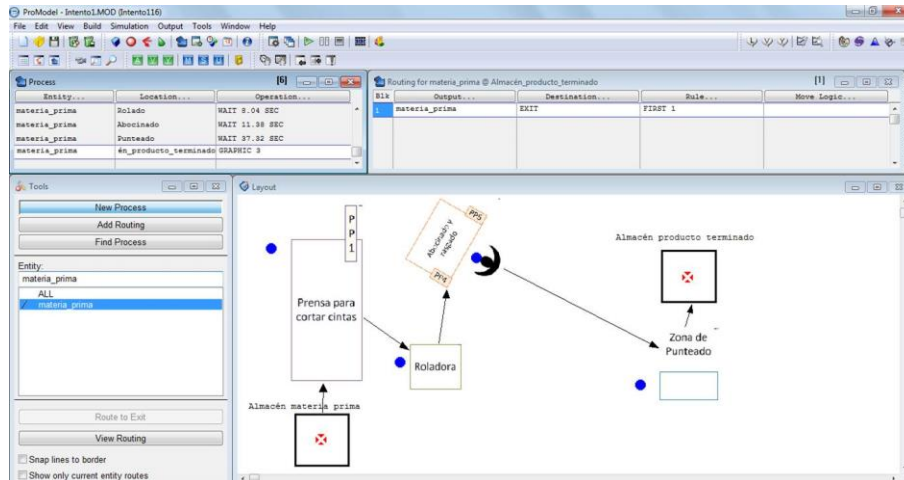 ProModel - Intento1.MOD (Intento116)
File Edit View Build Simulation Output Tools Window Help
Process [6]
Entity... Location... Operation...
materia_prima Rolado WAIT 8.04 SEC
materia_prima Abocinado WAIT 11.98 SEC
materia_prima Punteado WAIT 37.32 SEC
materia_prima én_producto_terminado GRAPHIC 3
Routing for materia_prima @ Almacén_producto_terminado [1]
Blk Output... Destination... Rule... Move Logic...
1 materia_prima EXIT FIRST 1
Tools
New Process
Add Routing
Find Process
Entity:
materia_prima
ALL
materia_prima
Route to Exit
View Routing
Snap lines to border
Show only current entity routes
Layout
PP1
Prensa para
cortar cintas
PP5
Abocinado y
raspado
PP4
Roladora
Almacén materia prima
Almacén producto terminado
Zona de
Punteado